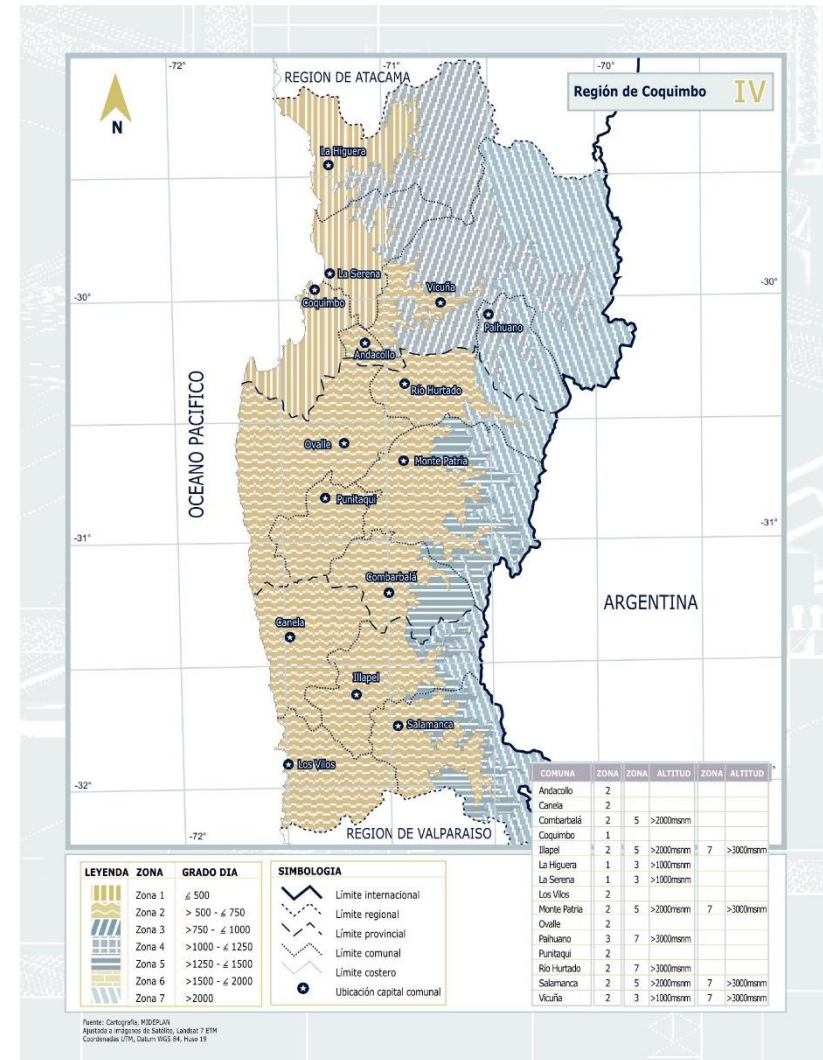 -72°
-71°
-70°
REGION DE ATACAMA
Región de Coquimbo IV
N
La Higuera
La Serena
Coquimbo
Vicuña
-30°
-30°
Paihuano
Andacollo
Río Hurtado
OCEANO PACIFICO
Ovalle
Monte Patria
Punitaqui
-31°
-31°
Combarbalá
ARGENTINA
Canela
Illapel
Salamanca
Los Vilos
-32°
-72°
REGION DE VALPARAISO
COMUNA ZONA ZONA ALTITUD ZONA ALTITUD
Andacollo 2
Canela 2
Combarbalá 2 5 >2000msnm
Coquimbo 1
Illapel 2 5 >2000msnm 7 >3000msnm
La Higuera 1 3 >1000msnm
La Serena 1 3 >1000msnm
Los Vilos 2
Monte Patria 2 5 >2000msnm 7 >3000msnm
Ovalle 2
Paihuano 3 7 >3000msnm
Punitaqui 2
Río Hurtado 2 7 >3000msnm
Salamanca 2 5 >2000msnm 7 >3000msnm
Vicuña 2 3 >1000msnm 7 >3000msnm
LEYENDA ZONA GRADO DIA
Zona 1 ≤ 500
Zona 2 > 500 - ≤ 750
Zona 3 >750 - ≤ 1000
Zona 4 >1000 - ≤ 1250
Zona 5 >1250 - ≤ 1500
Zona 6 >1500 - ≤ 2000
Zona 7 >2000
SIMBOLOGIA
Límite internacional
Límite regional
Límite provincial
Límite comunal
Límite costero
Ubicación capital comunal
Fuente: Cartografía, MIDEPLAN
Ajustada a imágenes de Satélite, Landsat 7 ETM
Coordenadas UTM, Datum WGS 84, Huso 19